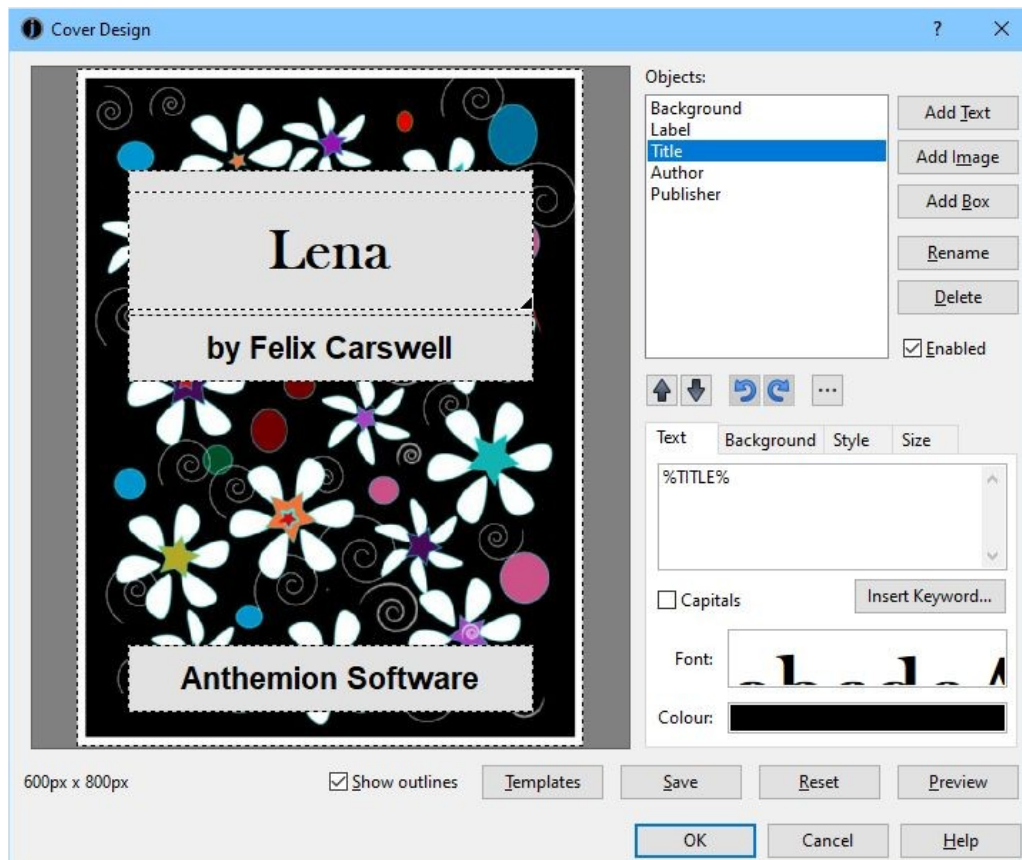 Cover Design
?
Objects:
Background
Label
Title
Author
Publisher
Add Text
Add Image
Add Box
Rename
Delete
Enabled
...
Lena
by Felix Carswell
Anthemion Software
Text Background Style Size
%TITLE%
Capitals
Insert Keyword...
Font:
Colour:
600px x 800px
Show outlines
Templates
Save
Reset
Preview
OK
Cancel
Help